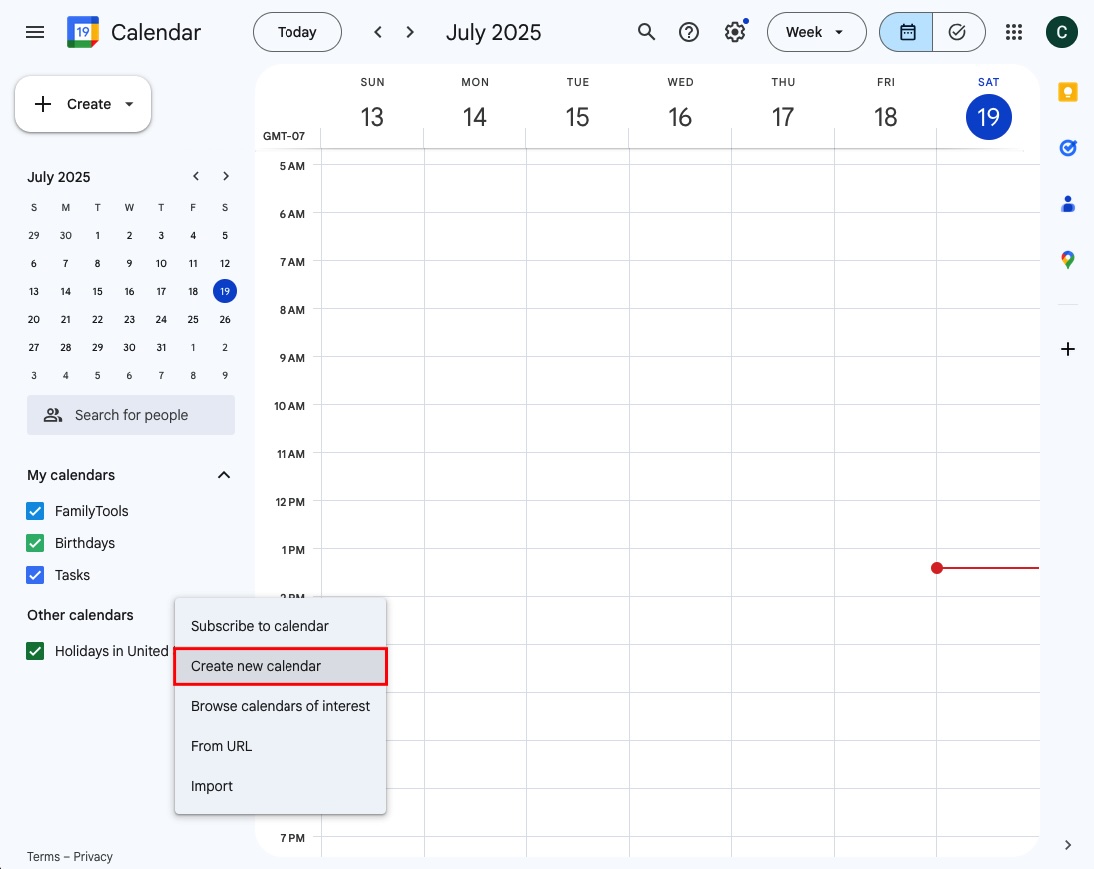 19
Calendar
Today
July 2025
Week
C
Create
SUN
MON
TUE
WED
THU
FRI
SAT
13
14
15
16
17
18
19
GMT-07
July 2025
S M T W T F S
29 30 1 2 3 4 5
6 7 8 9 10 11 12
13 14 15 16 17 18 19
20 21 22 23 24 25 26
27 28 29 30 31 1 2
3 4 5 6 7 8 9
Search for people
My calendars
FamilyTools
Birthdays
Tasks
Other calendars
Holidays in United
Subscribe to calendar
Create new calendar
Browse calendars of interest
From URL
Import
5 AM
6 AM
7 AM
8 AM
9 AM
10 AM
11 AM
12 PM
1 PM
2 PM
7 PM
Terms – Privacy